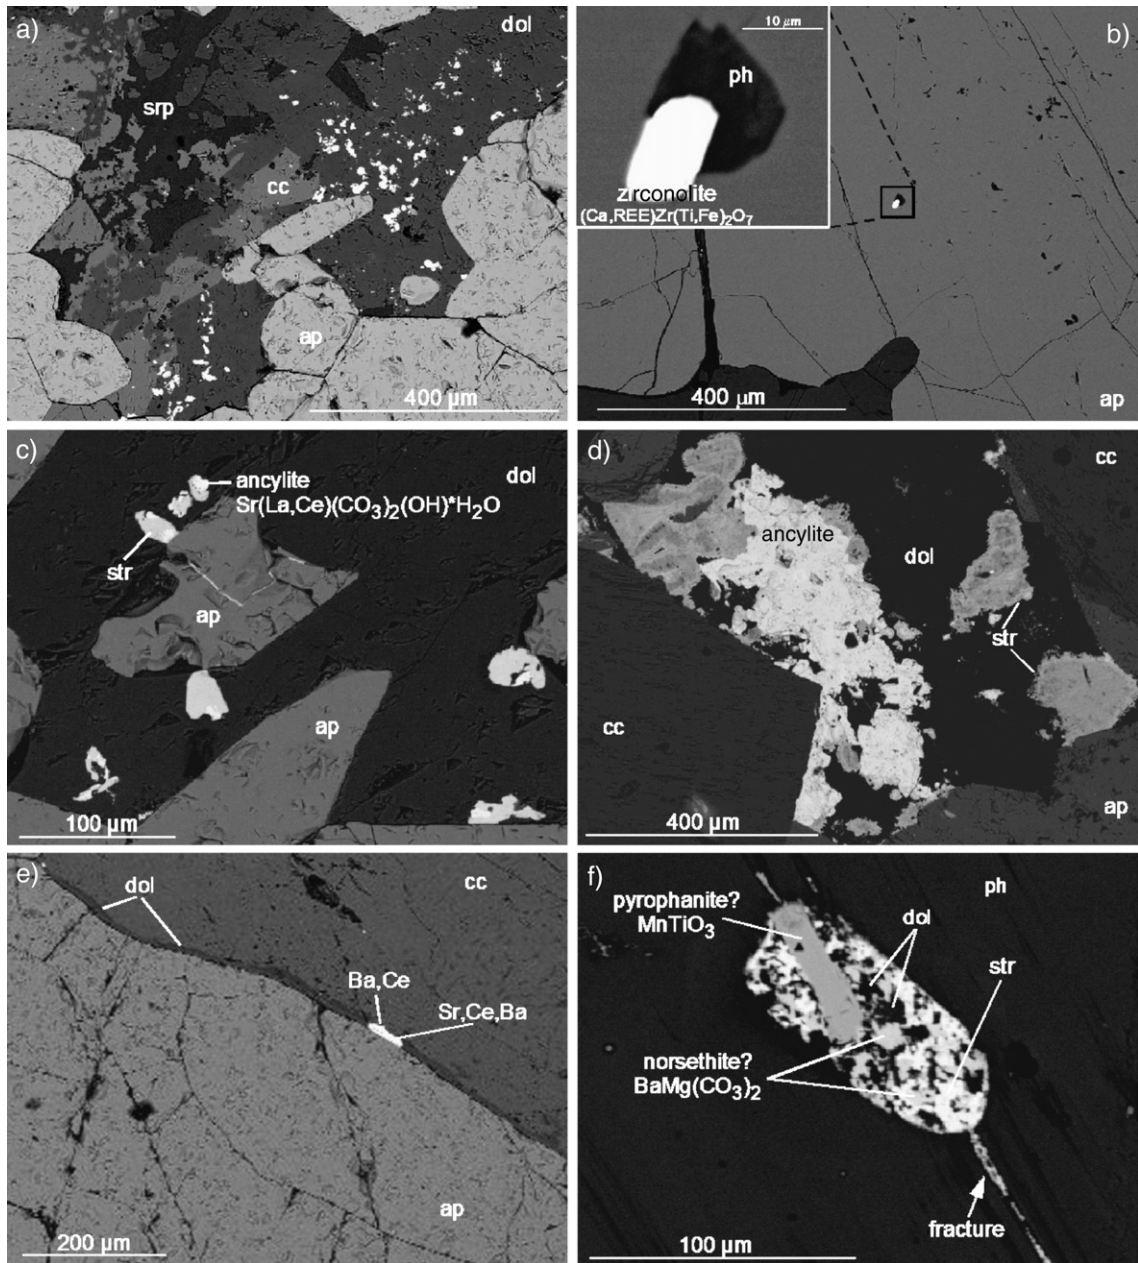 a)
dol
srp
cc
ap
400 µm
b)
10 µm
ph
zirconolite
(Ca,REE)Zr(Ti,Fe)₂O₇
400 µm
ap
c)
ancylite
Sr(La,Ce)(CO₃)₂(OH)*H₂O
dol
str
ap
ap
100 µm
d)
cc
ancylite
dol
str
cc
400 µm
ap
e)
dol
cc
Ba,Ce
Sr,Ce,Ba
ap
200 µm
f)
ph
pyrophanite?
MnTiO₃
dol
str
norsethite?
BaMg(CO₃)₂
fracture
100 µm